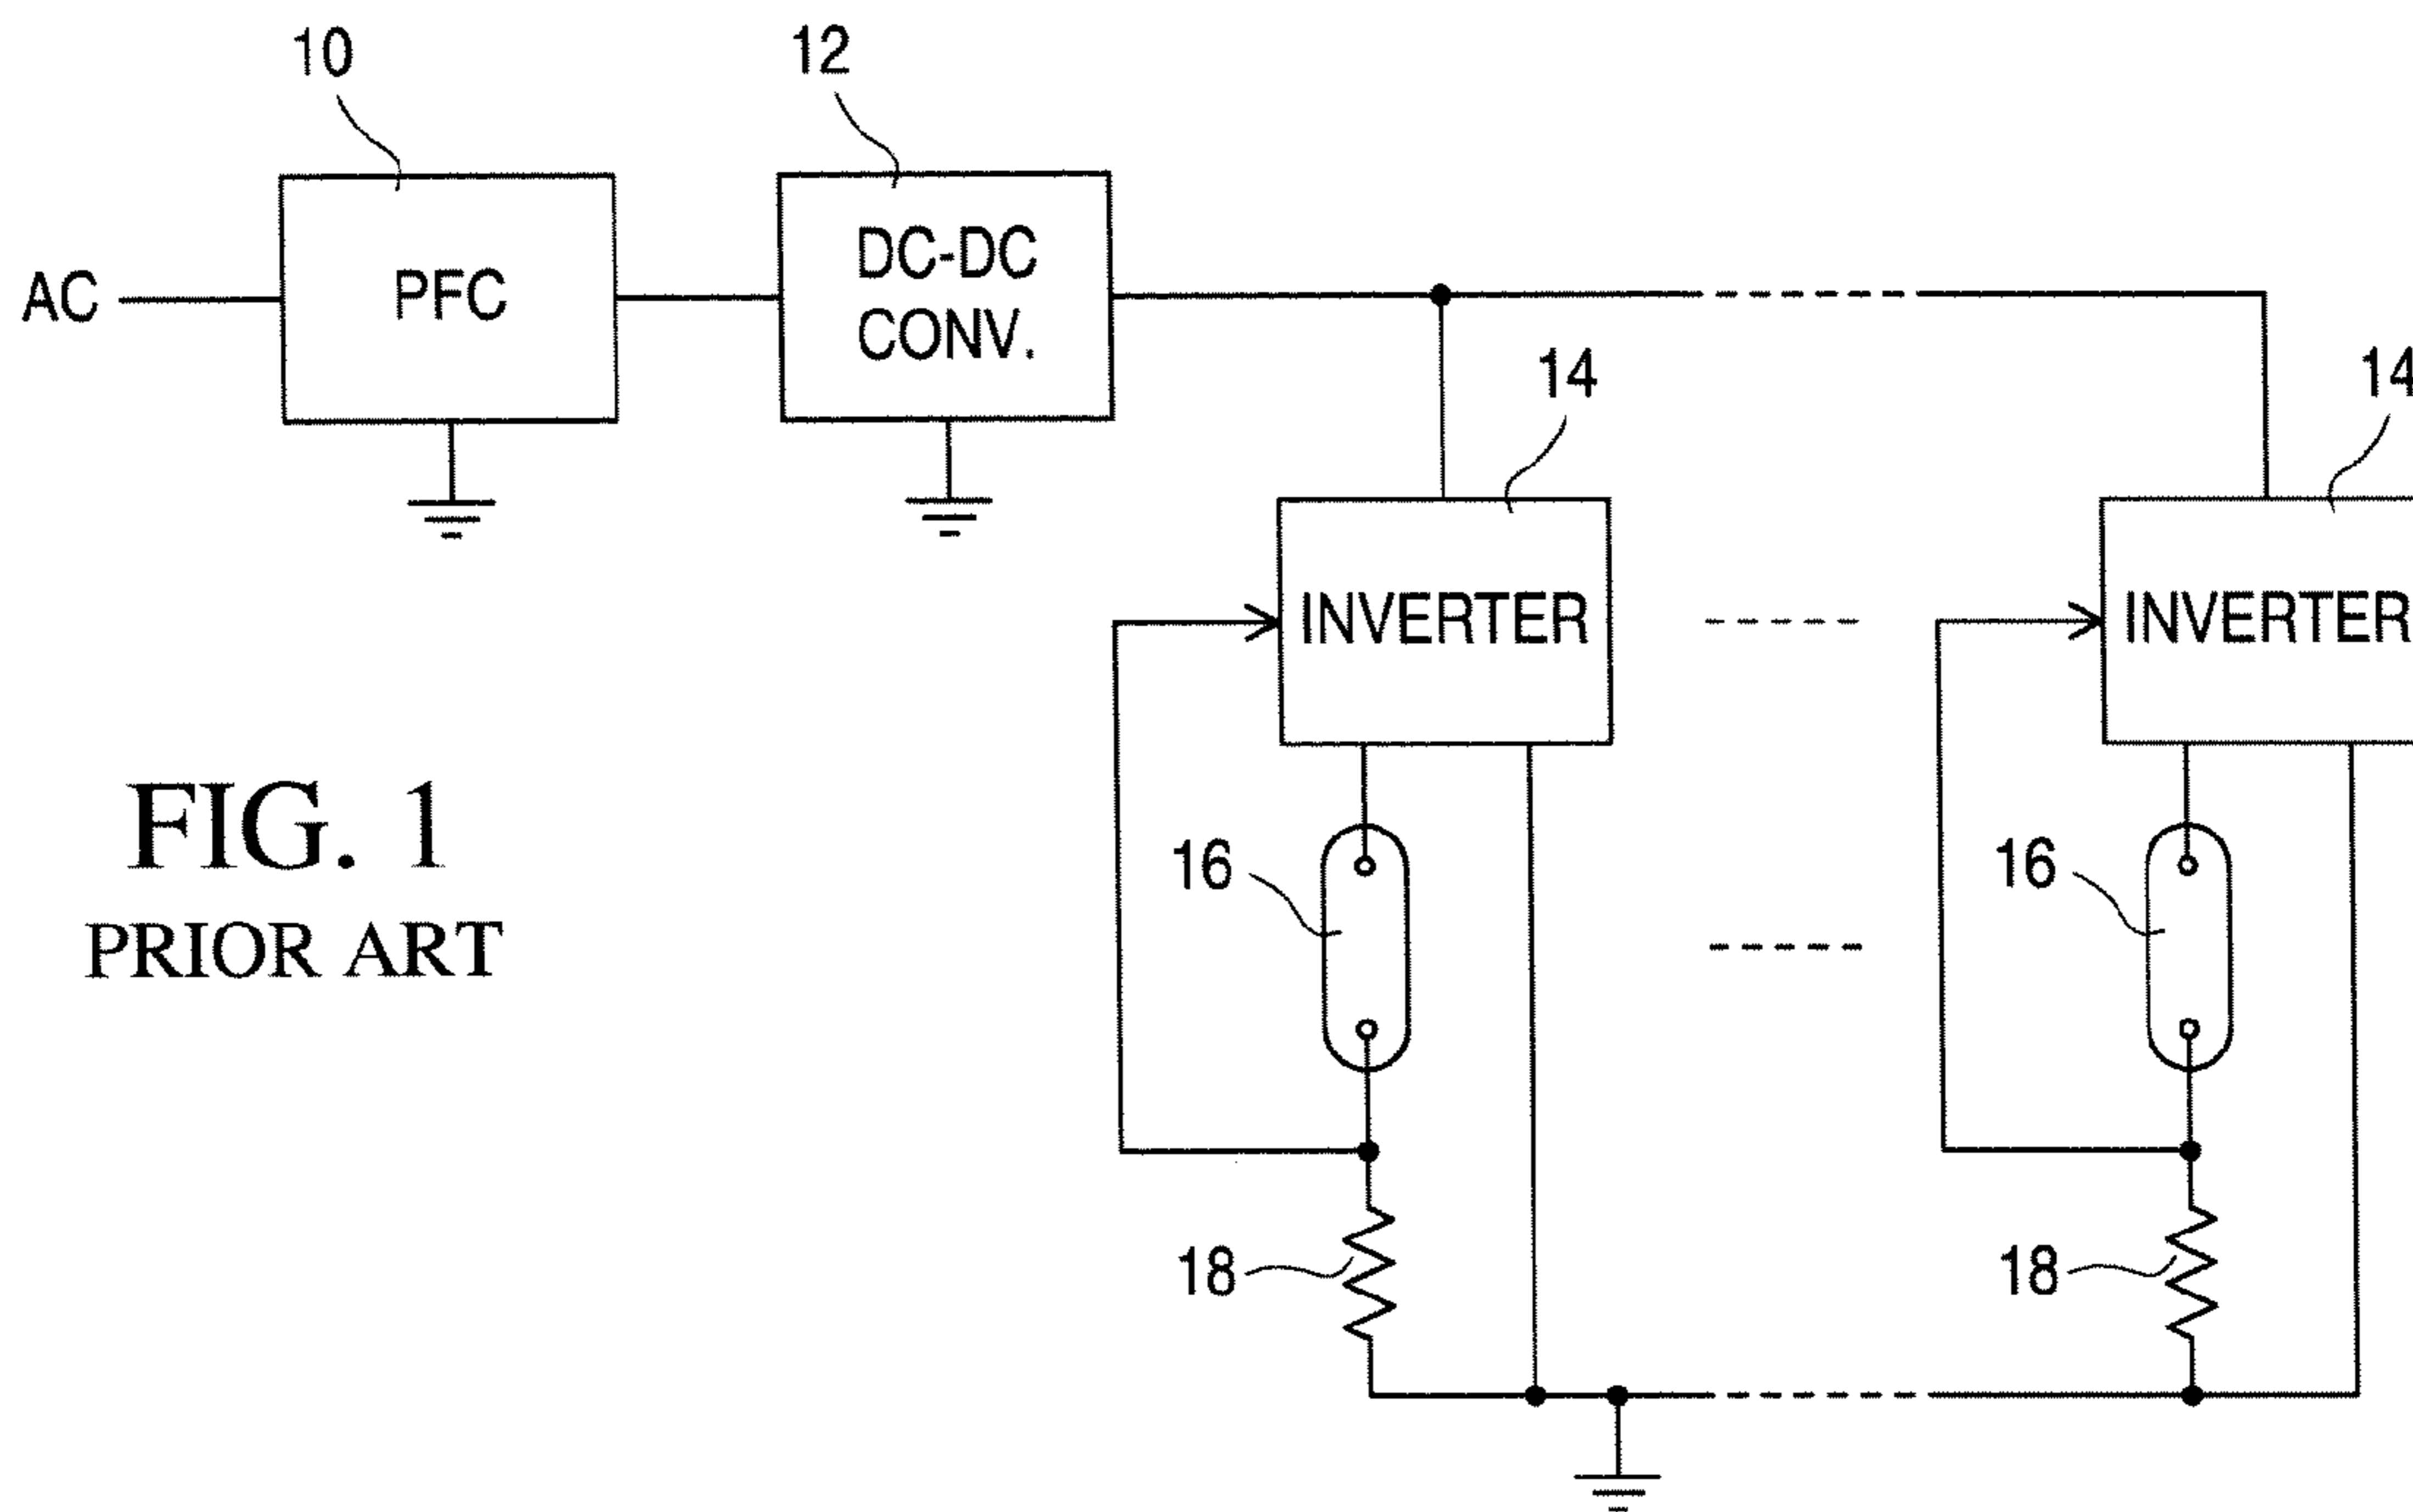 10
12
AC
PFC
DC-DC
CONV.
14
14
INVERTER
INVERTER
FIG. 1
PRIOR ART
16
16
18
18